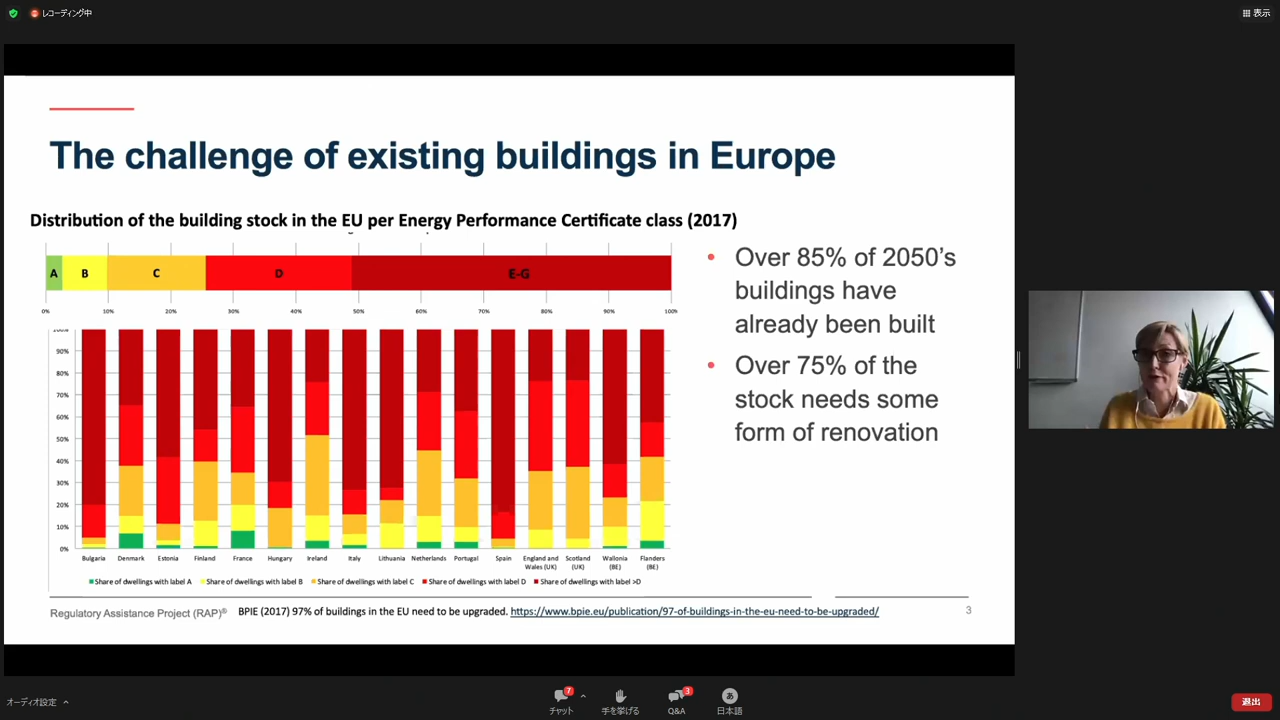 レコーディング中
表示
The challenge of existing buildings in Europe
Distribution of the building stock in the EU per Energy Performance Certificate class (2017)
A B C D E-G
0% 10% 20% 30% 40% 50% 60% 70% 80% 90% 100%
100%
90%
80%
70%
60%
50%
40%
30%
20%
10%
0%
Bulgaria Denmark Estonia Finland France Hungary Ireland Italy Lithuania Netherlands Portugal Spain England and Scotland Wallonia Flanders
Wales (UK) (UK) (BE) (BE)
Share of dwellings with label A Share of dwellings with label B Share of dwellings with label C Share of dwellings with label D Share of dwellings with label >D
• Over 85% of 2050’s
buildings have
already been built
• Over 75% of the
stock needs some
form of renovation
Regulatory Assistance Project (RAP)® BPIE (2017) 97% of buildings in the EU need to be upgraded. https://www.bpie.eu/publication/97-of-buildings-in-the-eu-need-to-be-upgraded/ 3
オーディオ設定
7 3 あ
チャット 手を挙げる Q&A 日本語
退出